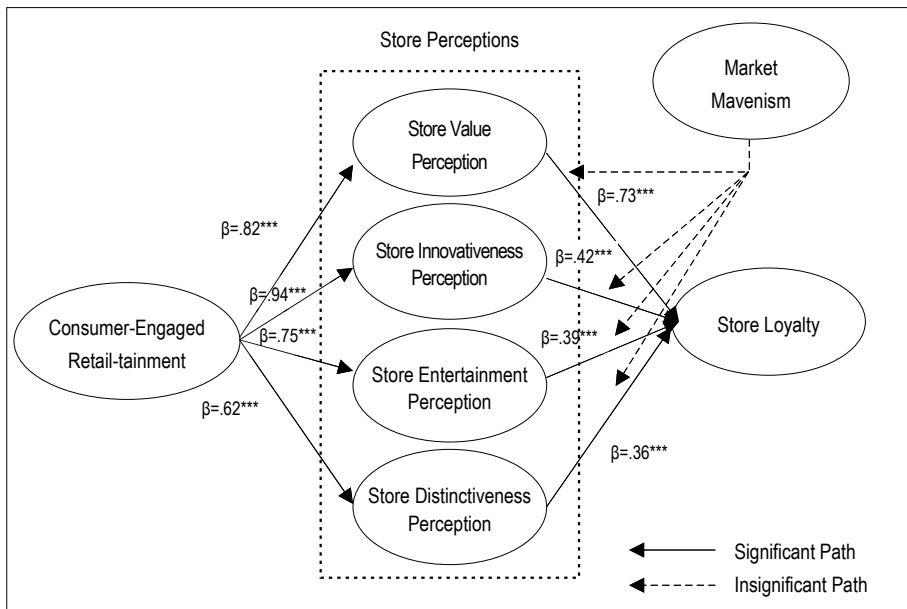 Store Perceptions
Market
Mavenism
Store Value
Perception
β=.73***
β=.82***
Store Innovativeness
Perception
β=.42***
β=.94***
Consumer-Engaged
Retail-tainment
β=.75***
β=.39***
Store Loyalty
Store Entertainment
Perception
β=.62***
β=.36***
Store Distinctiveness
Perception
Significant Path
Insignificant Path